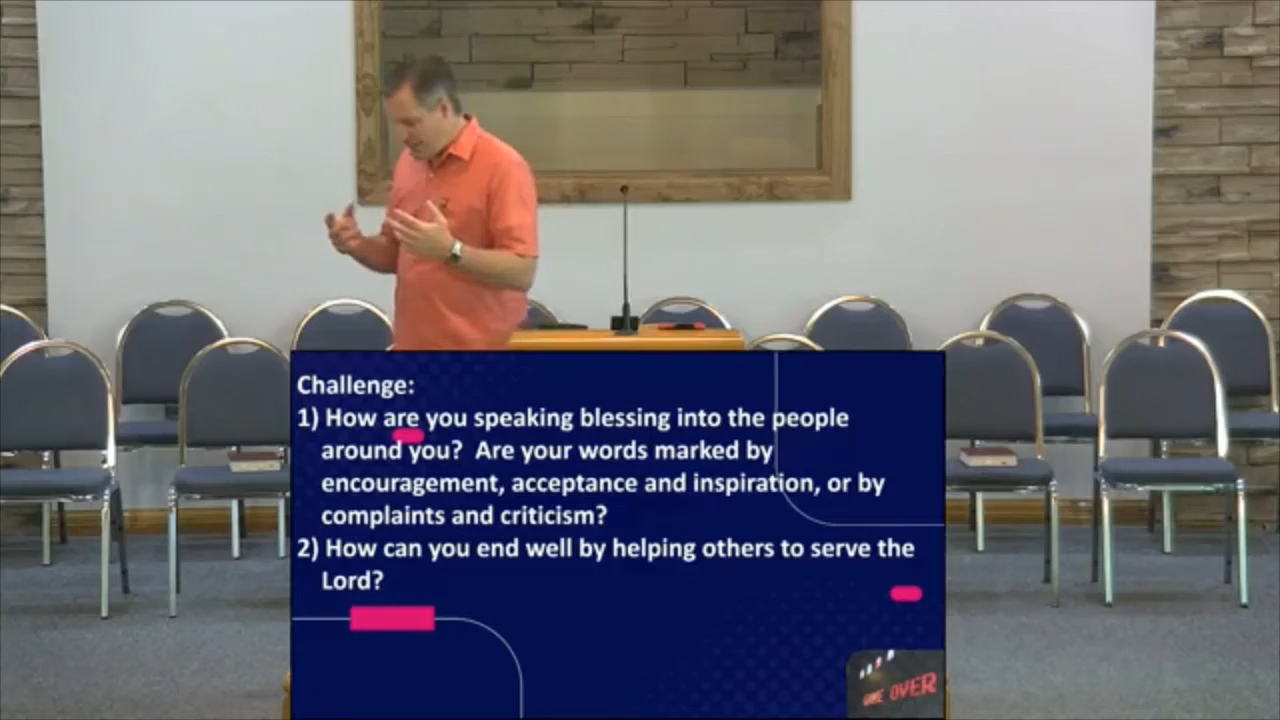 Challenge:
1) How are you speaking blessing into the people
around you? Are your words marked by
encouragement, acceptance and inspiration, or by
complaints and criticism?
2) How can you end well by helping others to serve the
Lord?
OVER